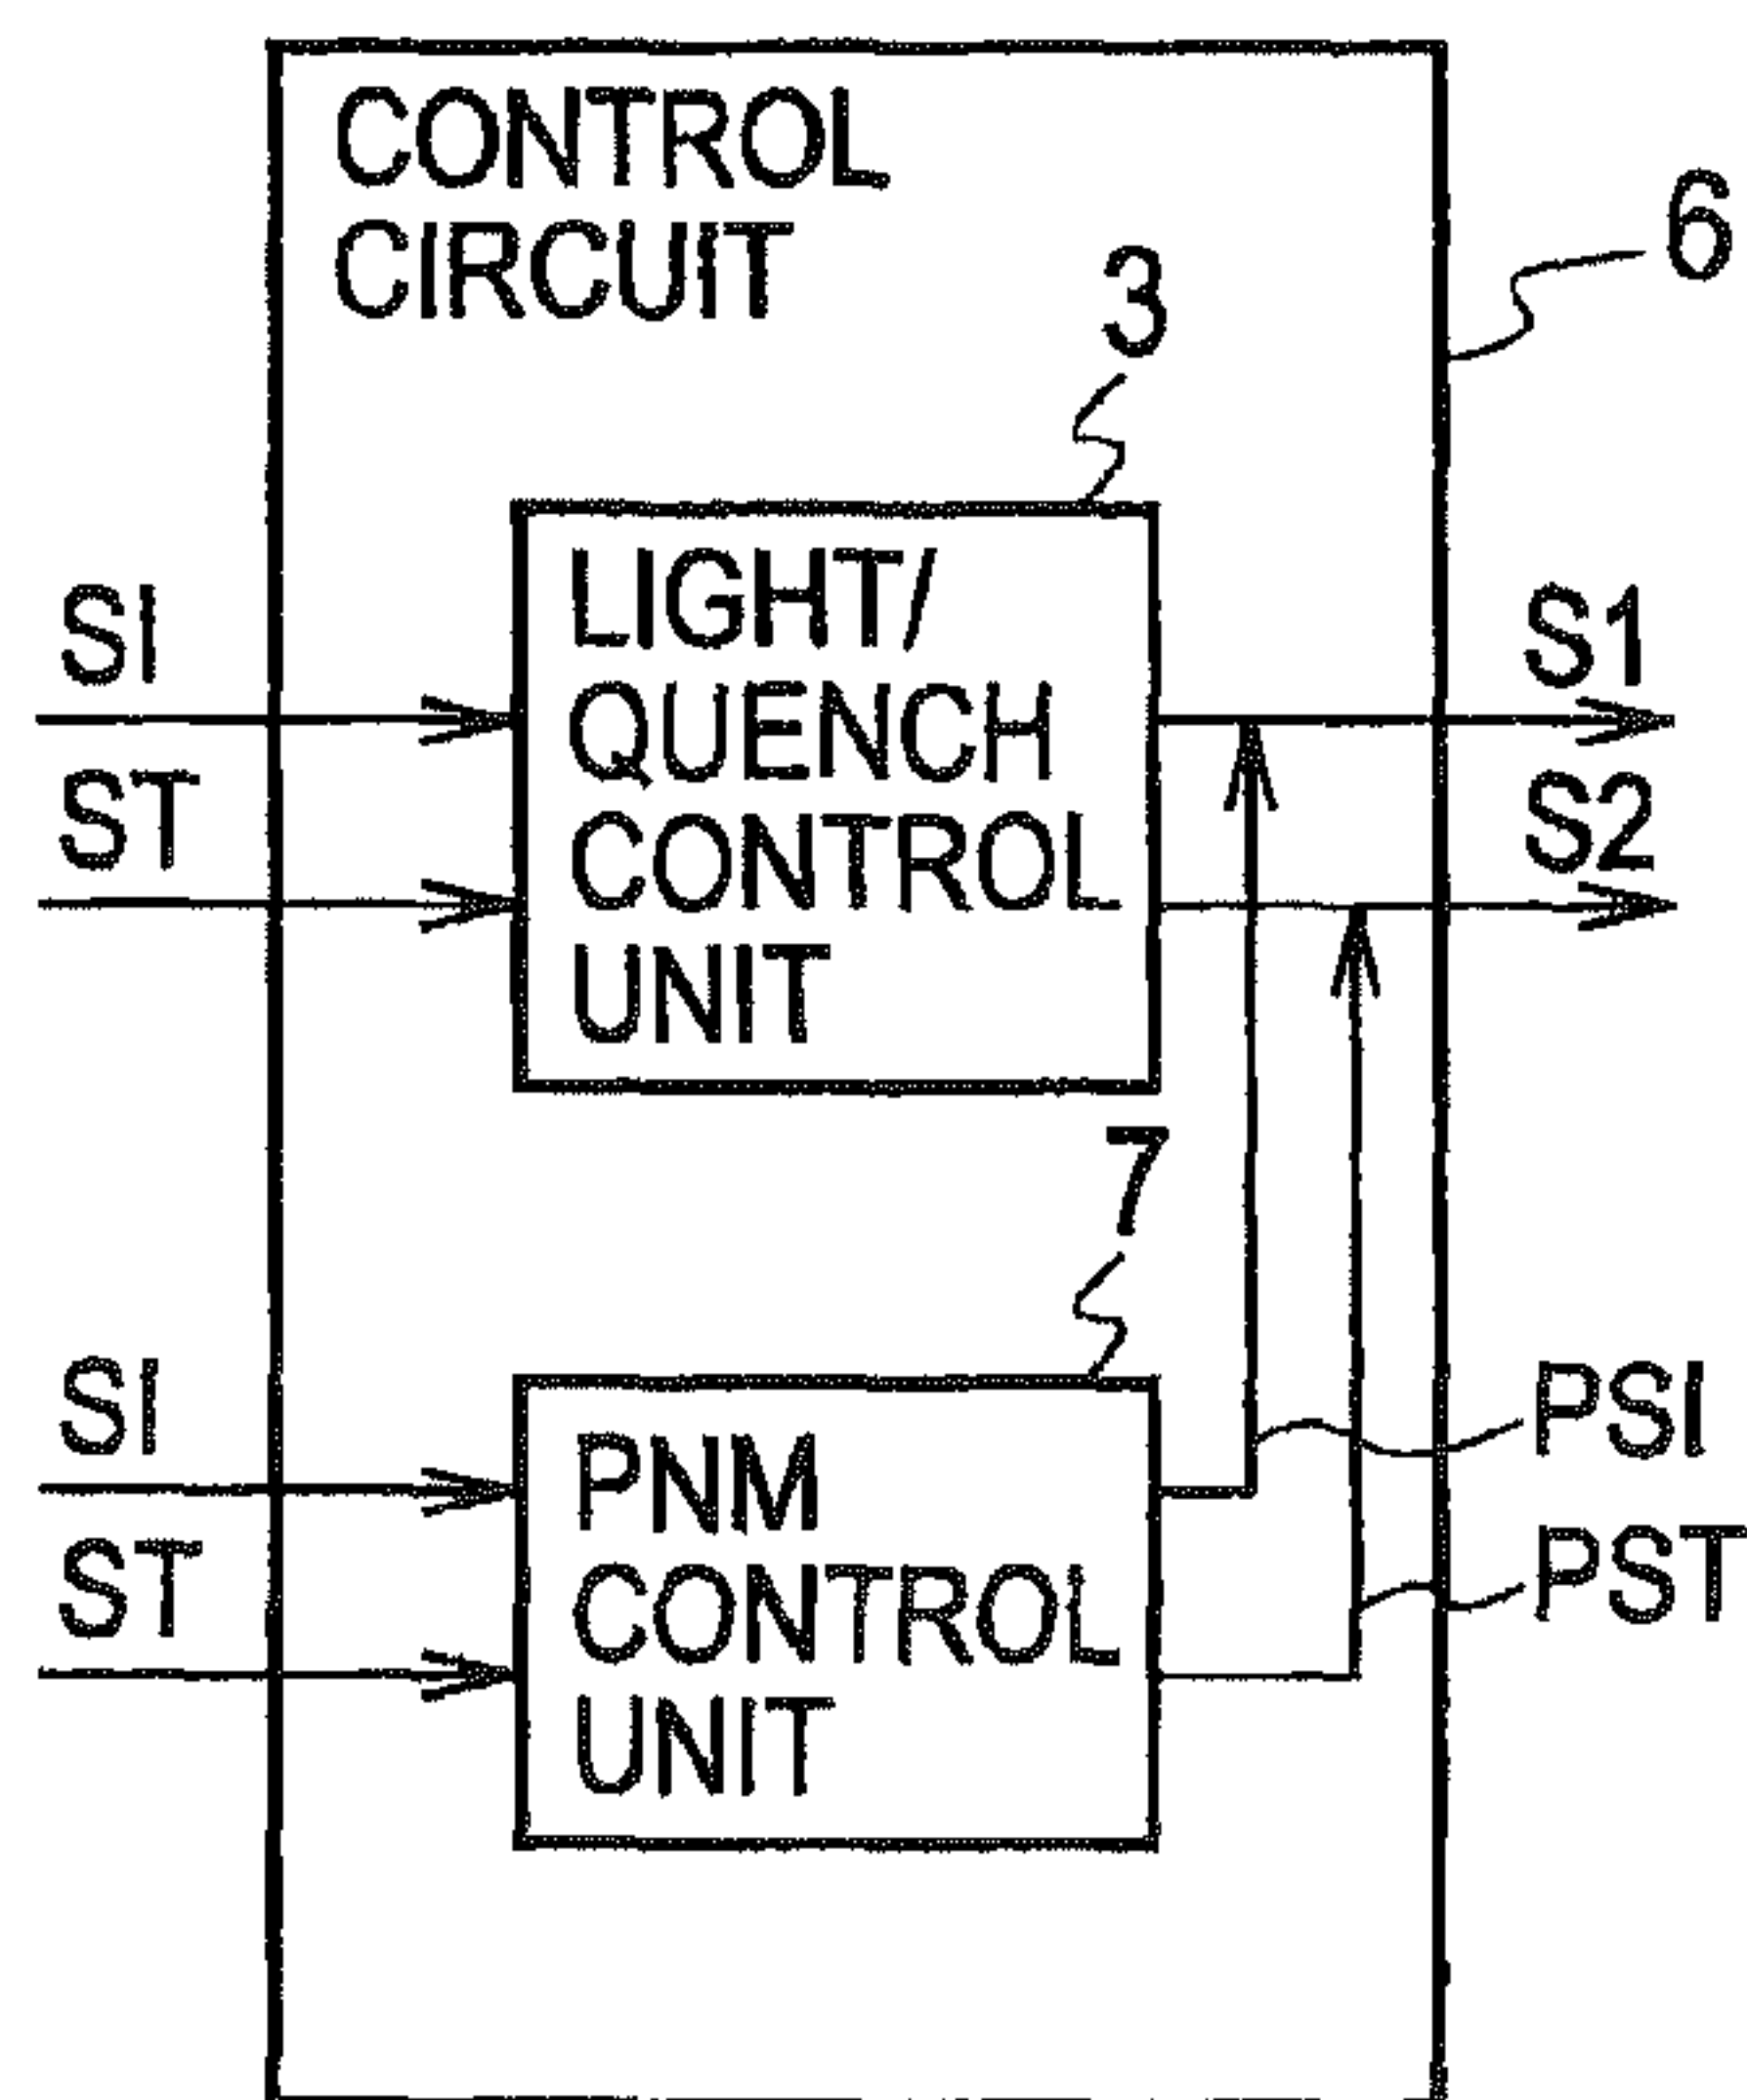 CONTROL
CIRCUIT
6
3
SI
ST
LIGHT/
QUENCH
CONTROL
UNIT
S1
S2
7
SI
ST
PNM
CONTROL
UNIT
PSI
PST